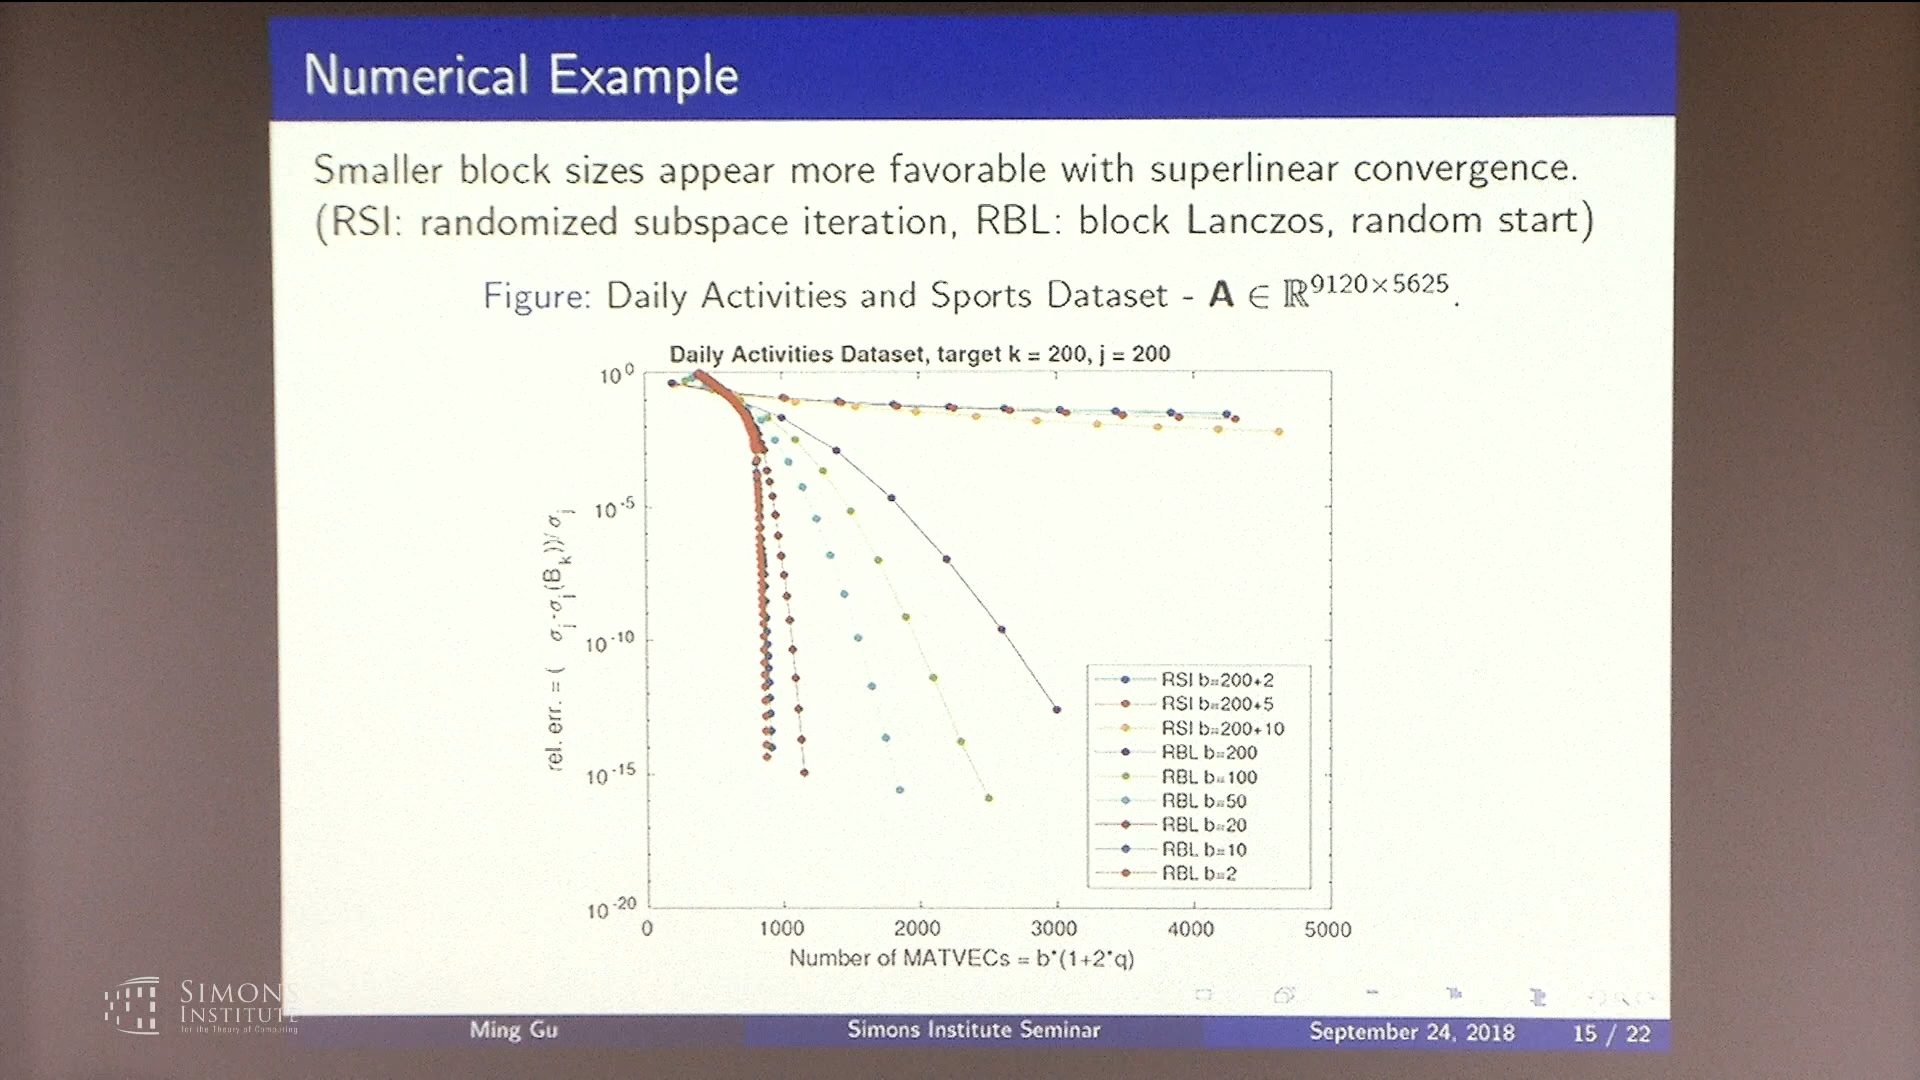 Numerical Example
Smaller block sizes appear more favorable with superlinear convergence.
(RSI: randomized subspace iteration, RBL: block Lanczos, random start)
Figure: Daily Activities and Sports Dataset - A ∈ ℝ^9120×5625.
Daily Activities Dataset, target k = 200, j = 200
10^0
10^-5
10^-10
10^-15
10^-20
rel. err. = ( σ_j-σ_j(B_k))/σ_j
0 1000 2000 3000 4000 5000
Number of MATVECs = b*(1+2*q)
RSI b=200+2
RSI b=200+5
RSI b=200+10
RBL b=200
RBL b=100
RBL b=50
RBL b=20
RBL b=10
RBL b=2
SIMONS
INSTITUTE
for the Theory of Computing
Ming Gu Simons Institute Seminar September 24, 2018 15 / 22